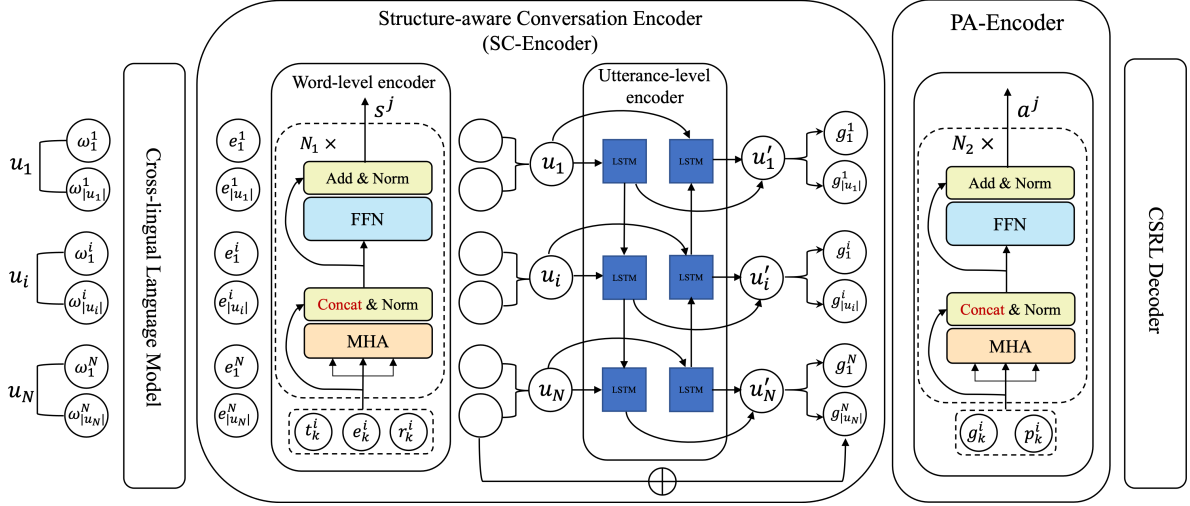 Structure-aware Conversation Encoder
(SC-Encoder)
PA-Encoder
Cross-lingual Language Model
CSRL Decoder
u_1
ω_1^1
ω_{|u_1|}^1
u_i
ω_1^i
ω_{|u_i|}^i
u_N
ω_1^N
ω_{|u_N|}^N
e_1^1
e_{|u_1|}^1
e_1^i
e_{|u_i|}^i
e_1^N
e_{|u_N|}^N
Word-level encoder
s^j
N_1 ×
Add & Norm
FFN
Concat & Norm
MHA
t_k^i e_k^i r_k^i
Utterance-level
encoder
u_1 LSTM LSTM u'_1
u_i LSTM LSTM u'_i
u_N LSTM LSTM u'_N
g_1^1
g_{|u_1|}^1
g_1^i
g_{|u_i|}^i
g_1^N
g_{|u_N|}^N
a^j
N_2 ×
Add & Norm
FFN
Concat & Norm
MHA
g_k^i p_k^i